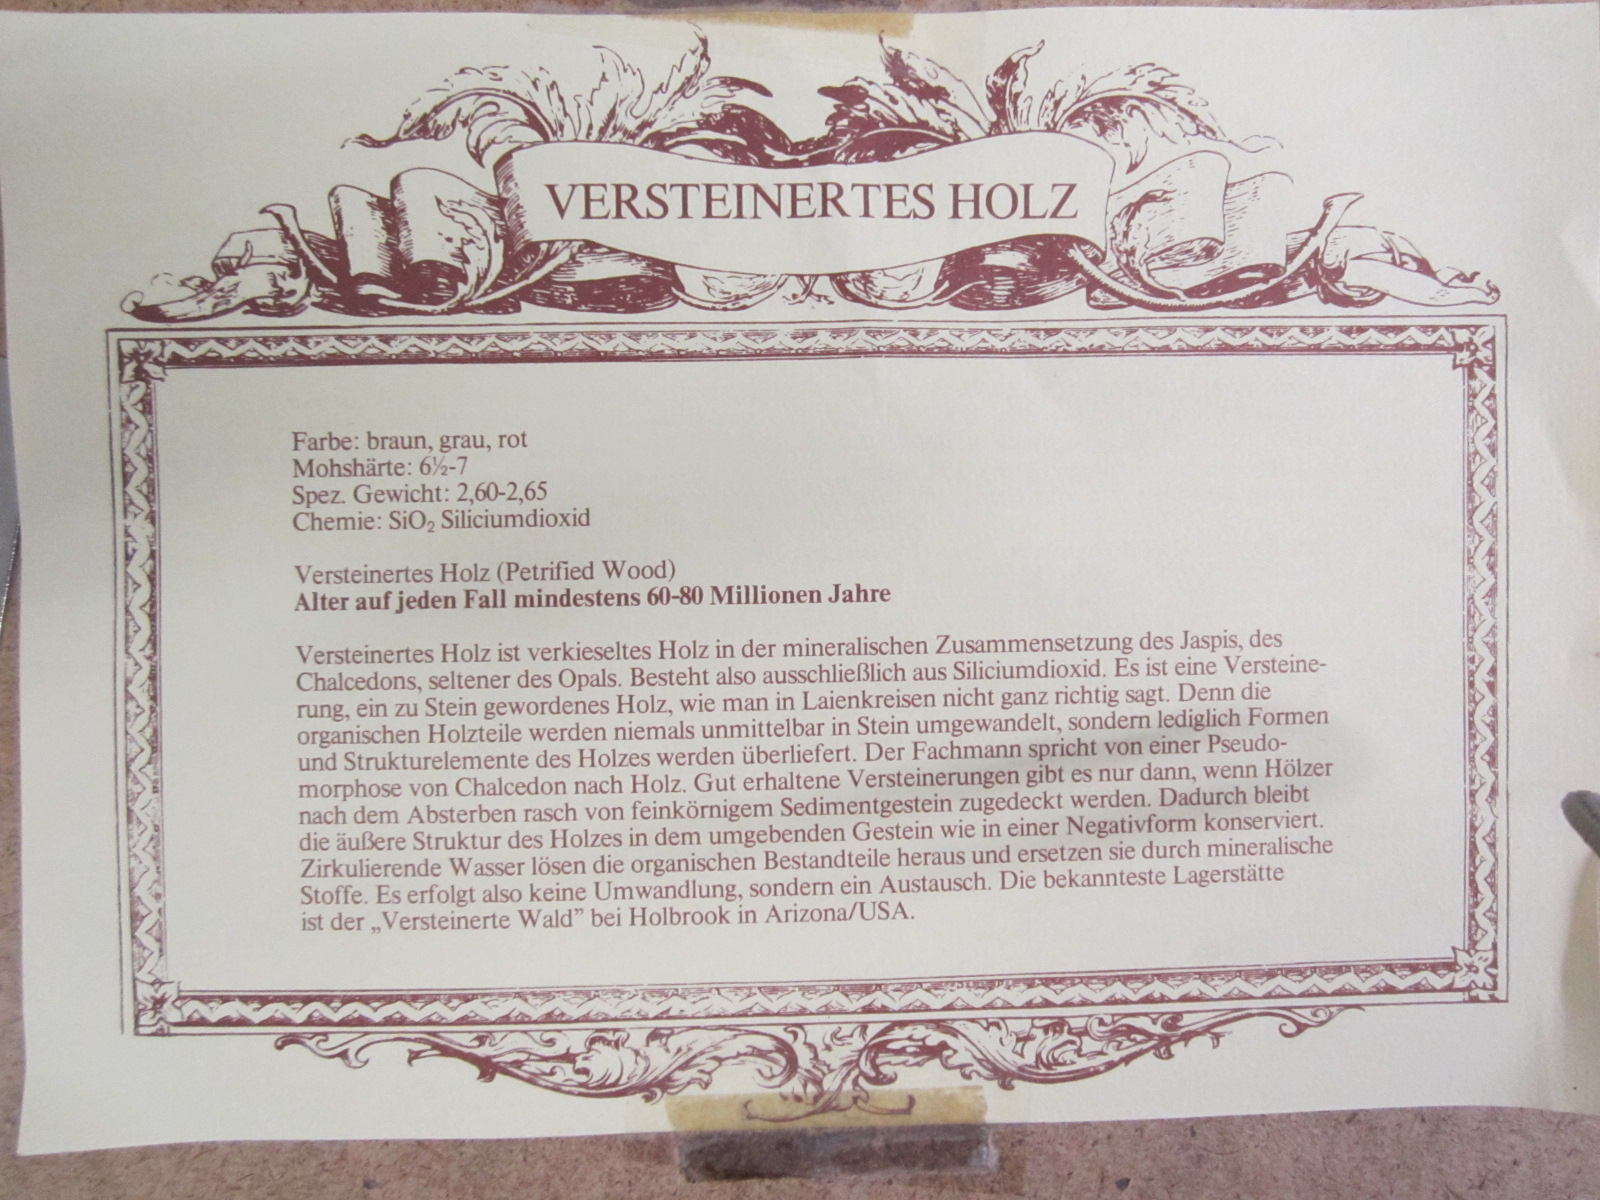 VERSTEINERTES HOLZ
Farbe: braun, grau, rot
Mohshärte: 6½-7
Spez. Gewicht: 2,60-2,65
Chemie: SiO₂ Siliciumdioxid
Versteinertes Holz (Petrified Wood)
Alter auf jeden Fall mindestens 60-80 Millionen Jahre
Versteinertes Holz ist verkieseltes Holz in der mineralischen Zusammensetzung des Jaspis, des
Chalcedons, seltener des Opals. Besteht also ausschließlich aus Siliciumdioxid. Es ist eine Versteine-
rung, ein zu Stein gewordenes Holz, wie man in Laienkreisen nicht ganz richtig sagt. Denn die
organischen Holzteile werden niemals unmittelbar in Stein umgewandelt, sondern lediglich Formen
und Strukturelemente des Holzes werden überliefert. Der Fachmann spricht von einer Pseudo-
morphose von Chalcedon nach Holz. Gut erhaltene Versteinerungen gibt es nur dann, wenn Hölzer
nach dem Absterben rasch von feinkörnigem Sedimentgestein zugedeckt werden. Dadurch bleibt
die äußere Struktur des Holzes in dem umgebenden Gestein wie in einer Negativform konserviert.
Zirkulierende Wasser lösen die organischen Bestandteile heraus und ersetzen sie durch mineralische
Stoffe. Es erfolgt also keine Umwandlung, sondern ein Austausch. Die bekannteste Lagerstätte
ist der „Versteinerte Wald” bei Holbrook in Arizona/USA.